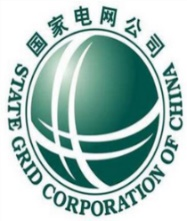 国家电网公司
STATE GRID CORPORATION OF CHINA